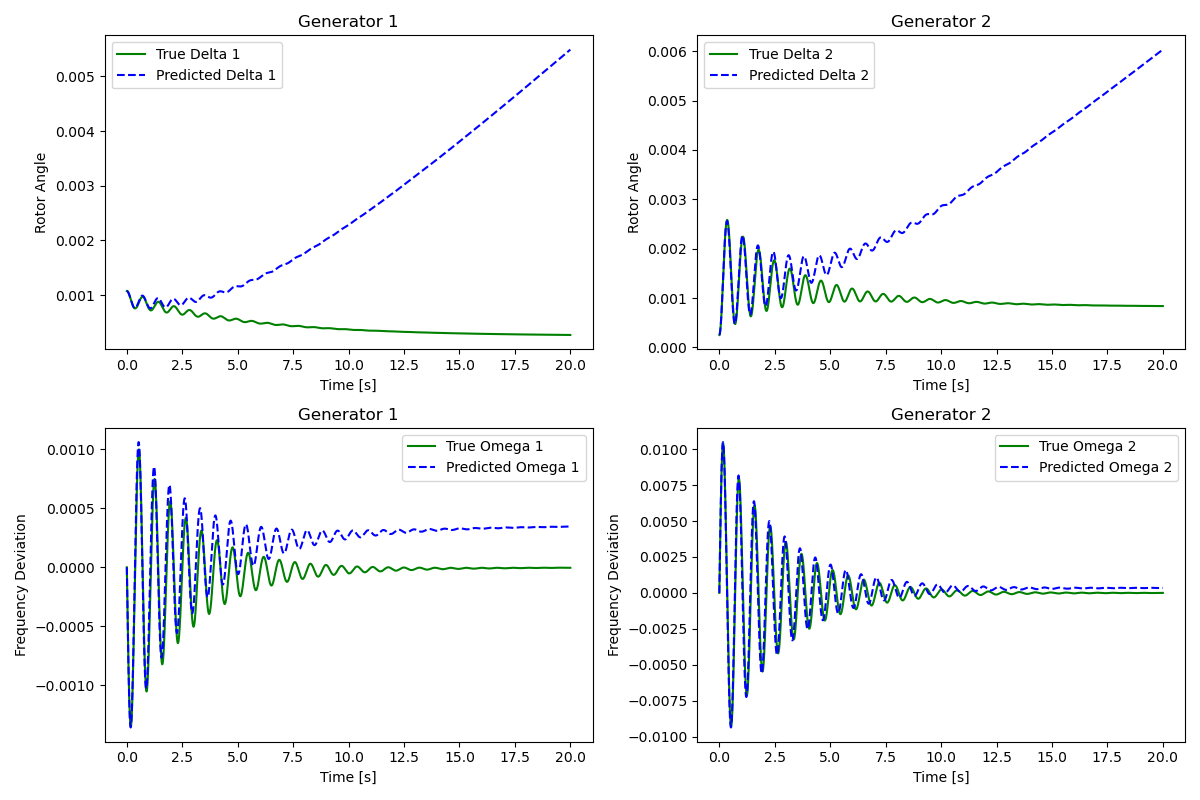 Generator 1
True Delta 1
Predicted Delta 1
Rotor Angle
0.005
0.004
0.003
0.002
0.001
0.0 2.5 5.0 7.5 10.0 12.5 15.0 17.5 20.0
Time [s]
Generator 2
True Delta 2
Predicted Delta 2
Rotor Angle
0.006
0.005
0.004
0.003
0.002
0.001
0.000
0.0 2.5 5.0 7.5 10.0 12.5 15.0 17.5 20.0
Time [s]
Generator 1
True Omega 1
Predicted Omega 1
Frequency Deviation
0.0010
0.0005
0.0000
−0.0005
−0.0010
0.0 2.5 5.0 7.5 10.0 12.5 15.0 17.5 20.0
Time [s]
Generator 2
True Omega 2
Predicted Omega 2
Frequency Deviation
0.0100
0.0075
0.0050
0.0025
0.0000
−0.0025
−0.0050
−0.0075
−0.0100
0.0 2.5 5.0 7.5 10.0 12.5 15.0 17.5 20.0
Time [s]